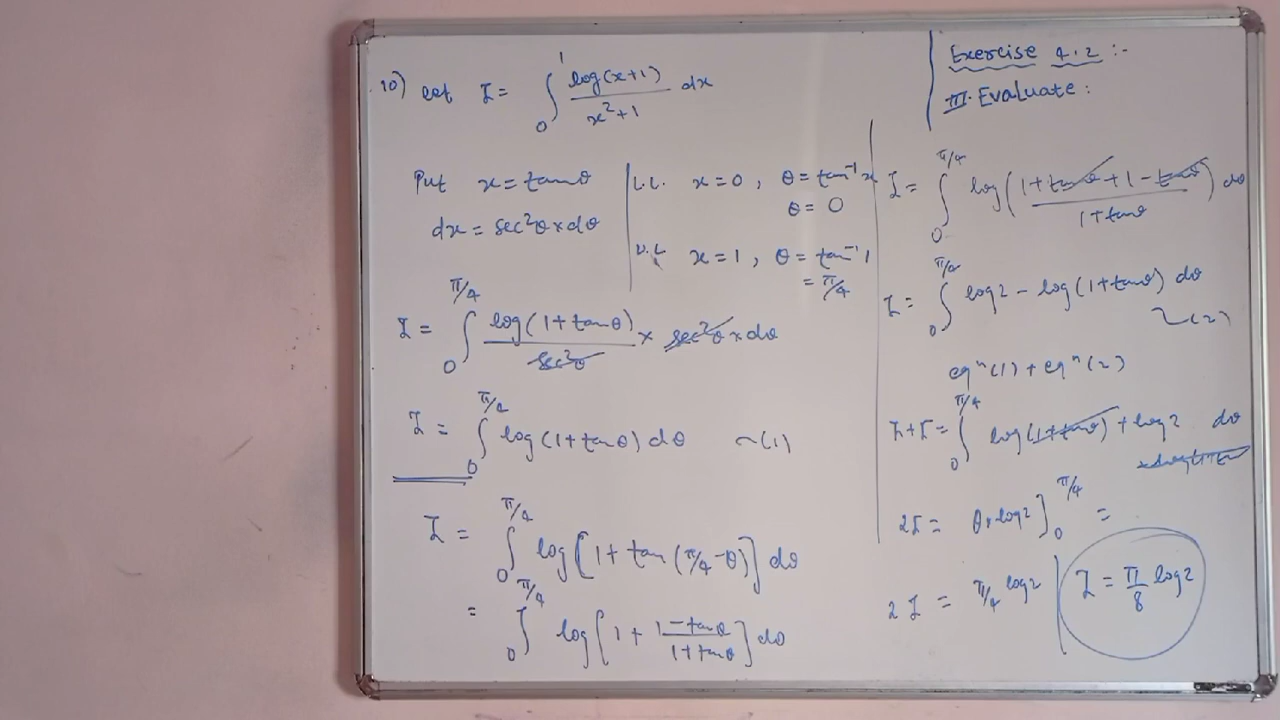 Exercise 4.2 :-
III. Evaluate :
10) Let I = ∫₀¹ log(x+1)/(x²+1) dx
Put x = tanθ
dx = sec²θ × dθ
L.L. x = 0 , θ = tan⁻¹ x
θ = 0
U.L x = 1 , θ = tan⁻¹ 1
= π/4
I = ∫₀^{π/4} log(1+tanθ)/sec²θ × sec²θ × dθ
I = ∫₀^{π/4} log(1+tanθ) dθ ~(1)
I = ∫₀^{π/4} log[1 + tan(π/4 - θ)] dθ
= ∫₀^{π/4} log[1 + (1-tanθ)/(1+tanθ)] dθ
I = ∫₀^{π/4} log((1+tanθ+1-tanθ)/(1+tanθ)) dθ
I = ∫₀^{π/4} log2 - log(1+tanθ) dθ
~(2)
eqⁿ(1) + eqⁿ(2)
I+I = ∫₀^{π/4} log(1+tanθ) + log2 dθ
2I = θ × log2]₀^{π/4} =
2I = π/4 log2
I = π/8 log2